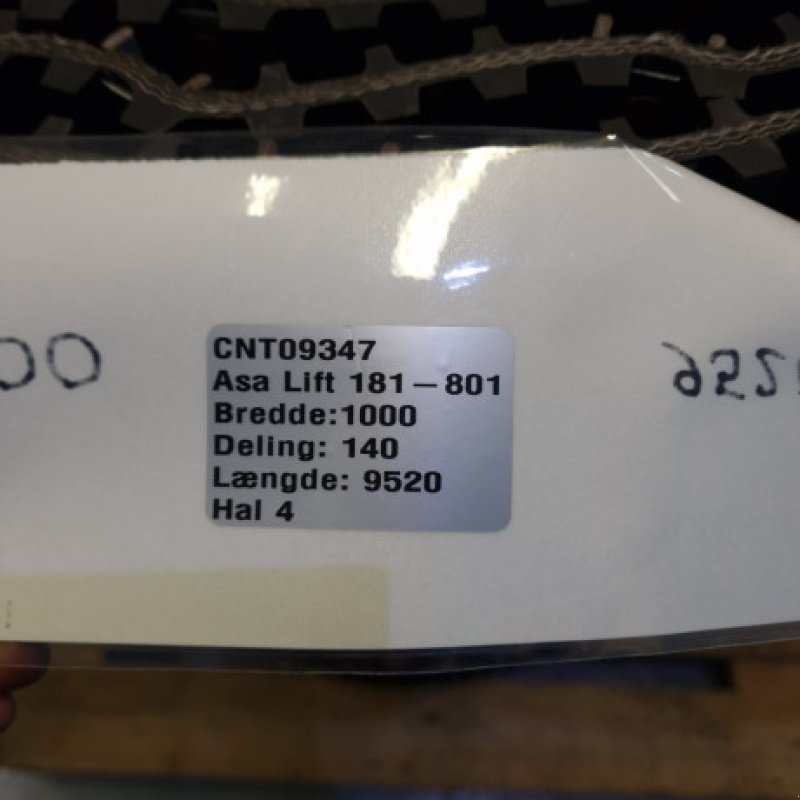 CNT09347
Asa Lift 181-801
Bredde:1000
Deling: 140
Længde: 9520
Hal 4